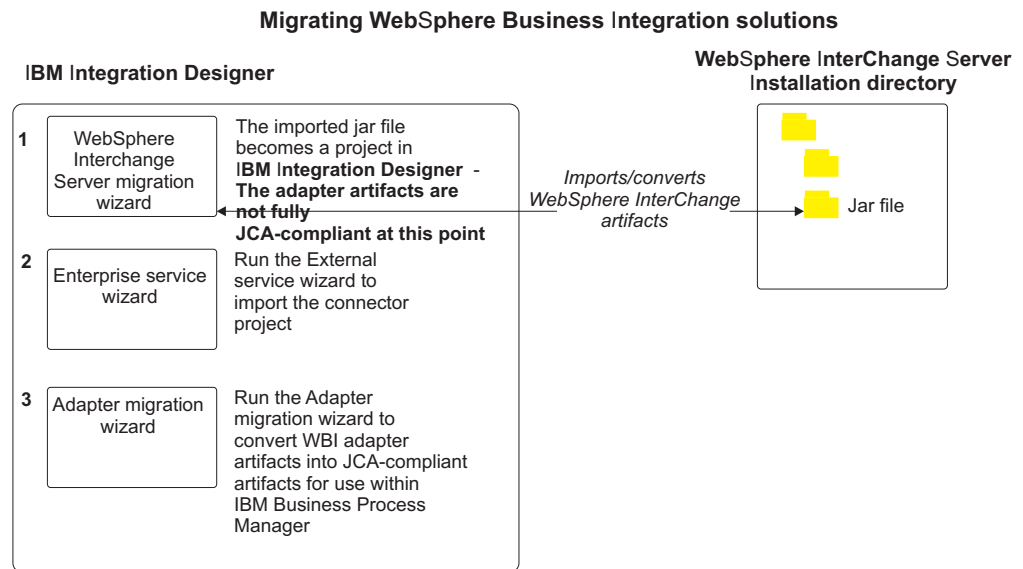 Migrating WebSphere Business Integration solutions
IBM Integration Designer
WebSphere InterChange Server
Installation directory
1
WebSphere
Interchange
Server migration
wizard
The imported jar file
becomes a project in
IBM Integration Designer -
The adapter artifacts are
not fully
JCA-compliant at this point
Imports/converts
WebSphere InterChange
artifacts
Jar file
2
Enterprise service
wizard
Run the External
service wizard to
import the connector
project
3
Adapter migration
wizard
Run the Adapter
migration wizard to
convert WBI adapter
artifacts into JCA-compliant
artifacts for use within
IBM Business Process
Manager